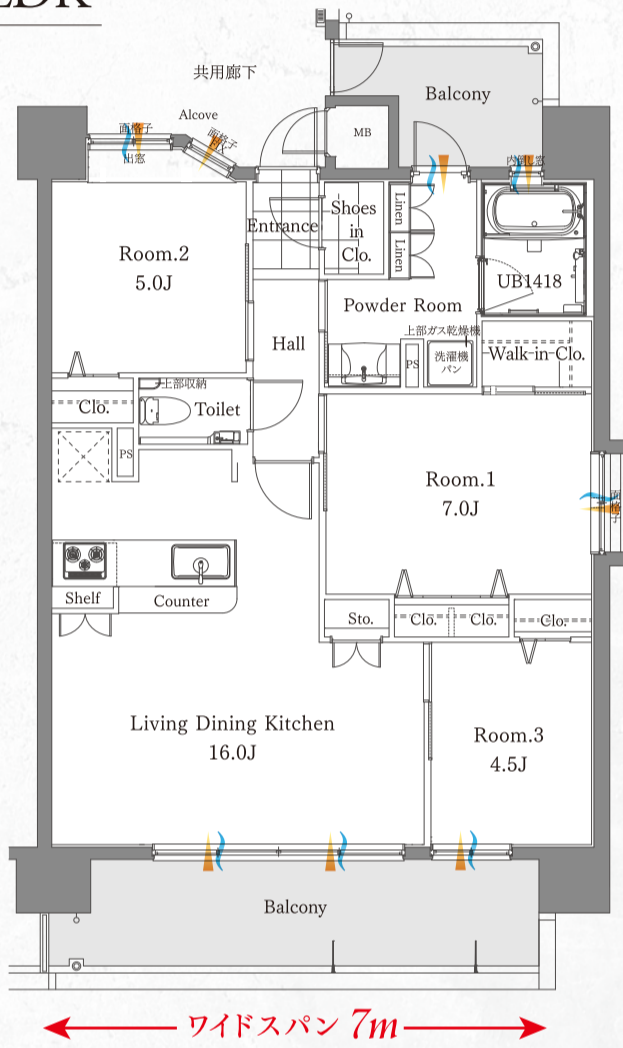 LDK
共用廊下
Balcony
Alcove
MB
面格子
面格子
出窓
FIX
内倒し窓
Linen
Linen
Shoes
in
Clo.
Entrance
Room.2
5.0J
UB1418
Powder Room
上部ガス乾燥機
Hall
PS
洗濯機
パン
Walk-in-Clo.
上部収納
Clo.
Toilet
PS
Room.1
7.0J
面格子
Shelf
Counter
Sto.
Clo.
Clo.
Clo.
Living Dining Kitchen
16.0J
Room.3
4.5J
Balcony
ワイドスパン 7m